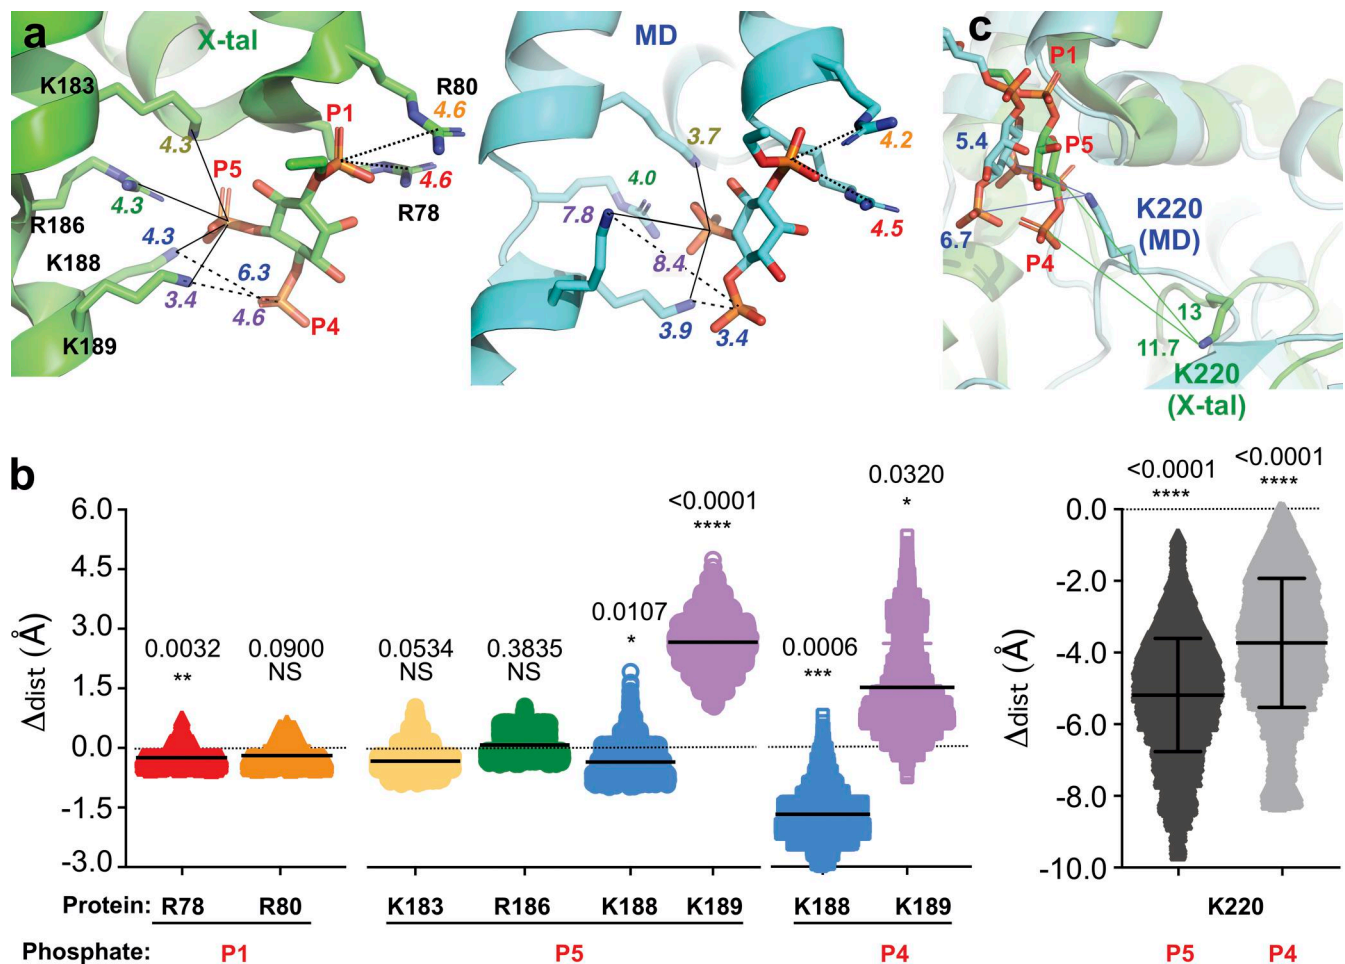 a
X-tal
K183
P1
R80
4.6
4.3
P5
4.6
R78
4.3
R186
4.3
K188
6.3
3.4
4.6
P4
K189
MD
3.7
4.2
4.0
7.8
4.5
8.4
3.9
3.4
c
P1
5.4
P5
K220
(MD)
6.7
P4
13
11.7
K220
(X-tal)
b
Δdist (Å)
6.0
4.5
3.0
1.5
0.0
-1.5
-3.0
0.0032
**
0.0900
NS
0.0534
NS
0.3835
NS
0.0107
*
<0.0001
****
0.0006
***
0.0320
*
Protein: R78 R80 K183 R186 K188 K189 K188 K189
Phosphate: P1 P5 P4
Δdist (Å)
0.0
-2.0
-4.0
-6.0
-8.0
-10.0
<0.0001
****
<0.0001
****
K220
P5 P4